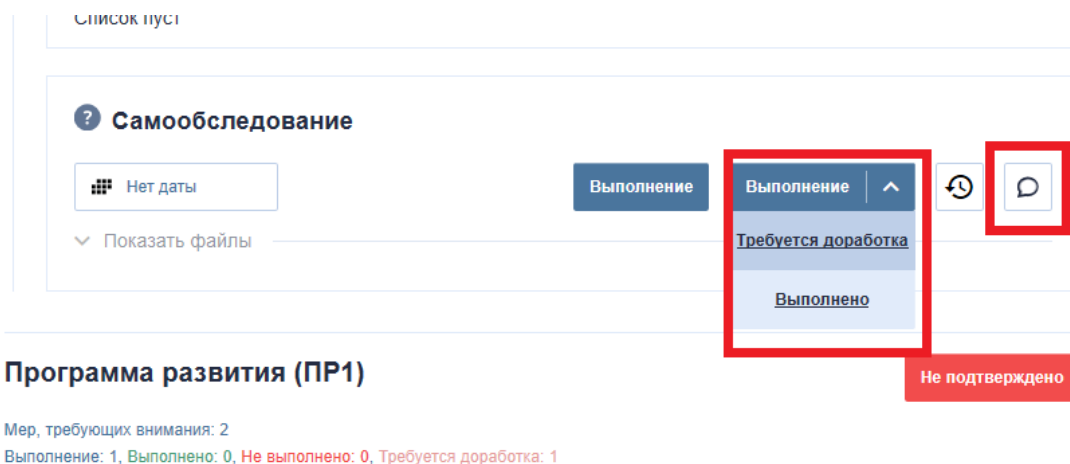 Список пуст
? Самообследование
Нет даты
Выполнение
Выполнение
Показать файлы
Требуется доработка
Выполнено
Программа развития (ПР1)
Не подтверждено
Мер, требующих внимания: 2
Выполнение: 1, Выполнено: 0, Не выполнено: 0, Требуется доработка: 1